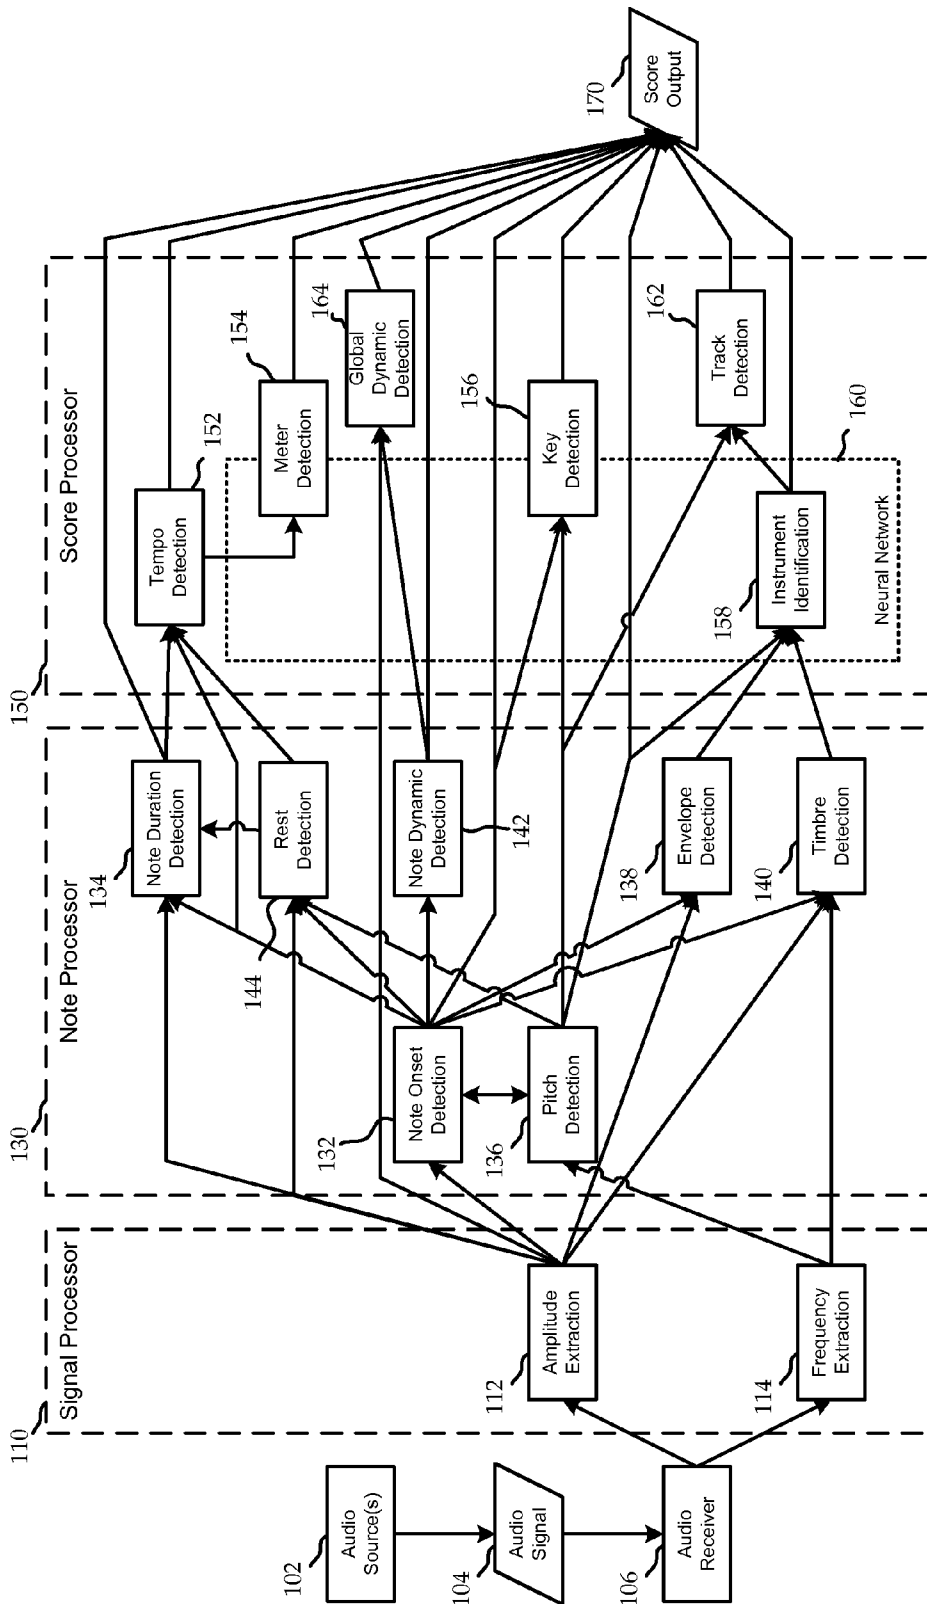 102
Audio
Source(s)
104
Audio
Signal
106
Audio
Receiver
110
Signal Processor
112
Amplitude
Extraction
114
Frequency
Extraction
130
Note Processor
134
Note Duration
Detection
144
Rest
Detection
132
Note Onset
Detection
Note Dynamic
Detection
142
136
Pitch
Detection
138
Envelope
Detection
140
Timbre
Detection
150
Score Processor
152
Tempo
Detection
154
Meter
Detection
164
Global
Dynamic
Detection
156
Key
Detection
162
Track
Detection
160
158
Instrument
Identification
Neural Network
170
Score
Output